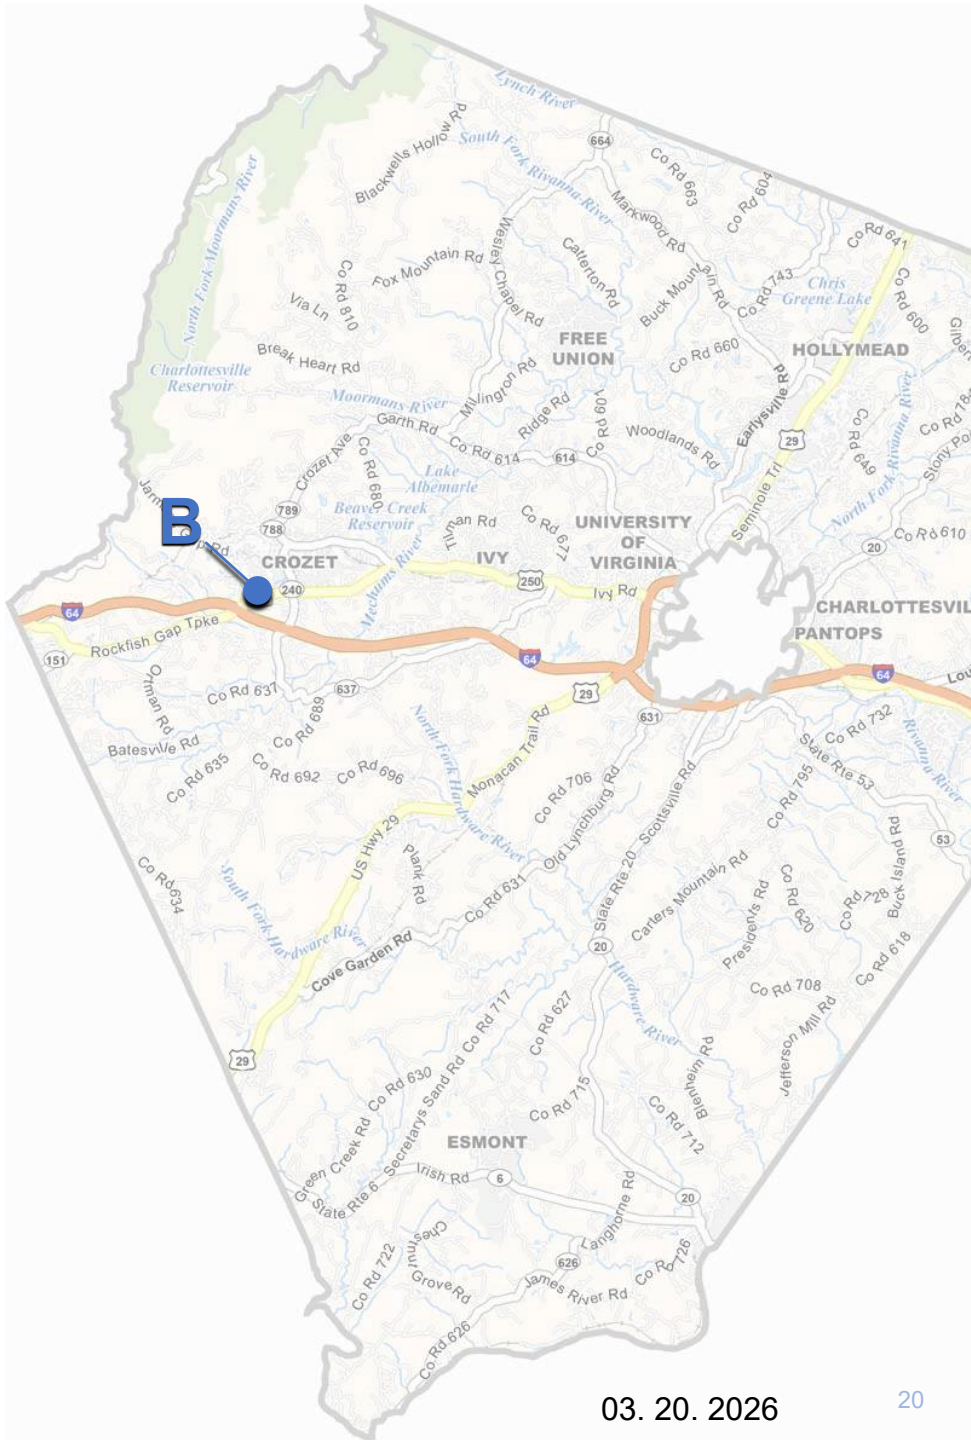 Lynch River
South Fork Rivanna River
Blackwells Hollow Rd
664
Co Rd 663
Co Rd 604
Markwood Rd
Co Rd 641
North Fork Moormans River
Wesley Chapel Rd
Catterton Rd
Fox Mountain Rd
Co Rd 810
Via Ln
Buck Mountain Rd
Co Rd 743
Chris
Greene Lake
Co Rd 600
FREE
UNION
Co Rd 660
HOLLYMEAD
Break Heart Rd
Charlottesville
Reservoir
Millington Rd
Moormans River
Ridge Rd
Co Rd 601
Earlysville Rd
Garth Rd
Co Rd 614
614
Woodlands Rd
29
Co Rd 649
North Fork Rivanna River
Crozet Ave
Co Rd 680
Lake
Albemarle
Seminole Trl
B
789
788
Beaver Creek
Reservoir
Co Rd 677
UNIVERSITY
OF
VIRGINIA
20
Co Rd 610
CROZET
IVY
250
Ivy Rd
240
Mechums River
64
CHARLOTTESVIL
PANTOPS
Rockfish Gap Tpke
151
64
64
Ortman Rd
Co Rd 637
637
29
631
Co Rd 689
Batesville Rd
Co Rd 635
Co Rd 692
Co Rd 696
North Fork Hardware River
Monacan Trail Rd
Co Rd 732
State Rte 53
Rivanna River
Co Rd 706
Co Rd 795
Old Lynchburg Rd
State Rte 20
Scottsville Rd
53
US Hwy 29
Plank Rd
Co Rd 634
Co Rd 631
Carters Mountain Rd
Presidents Rd
Co Rd 620
Co Rd 728
Buck Island Rd
South Fork Hardware River
Cove Garden Rd
20
Hardware River
Co Rd 618
Co Rd 708
Co Rd 717
Co Rd 627
29
Jefferson Mill Rd
Blenheim Rd
Co Rd 630
Secretarys Sand Rd
Co Rd 715
Co Rd 712
ESMONT
Green Creek Rd
State Rte 6
Irish Rd
6
20
Langhorne Rd
Chestnut Grove Rd
Co Rd 722
626
James River Rd
Co Rd 726
Co Rd 626
03. 20. 2026
20